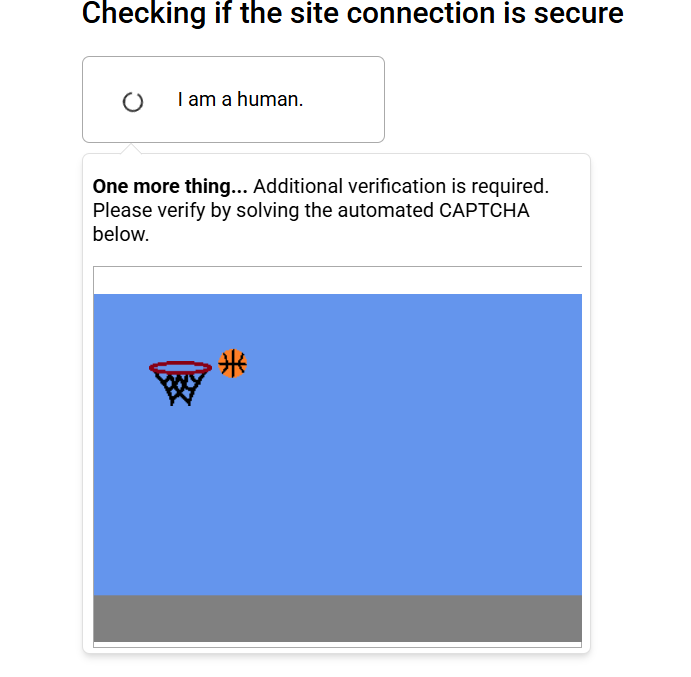 Checking if the site connection is secure
I am a human.
One more thing... Additional verification is required.
Please verify by solving the automated CAPTCHA
below.